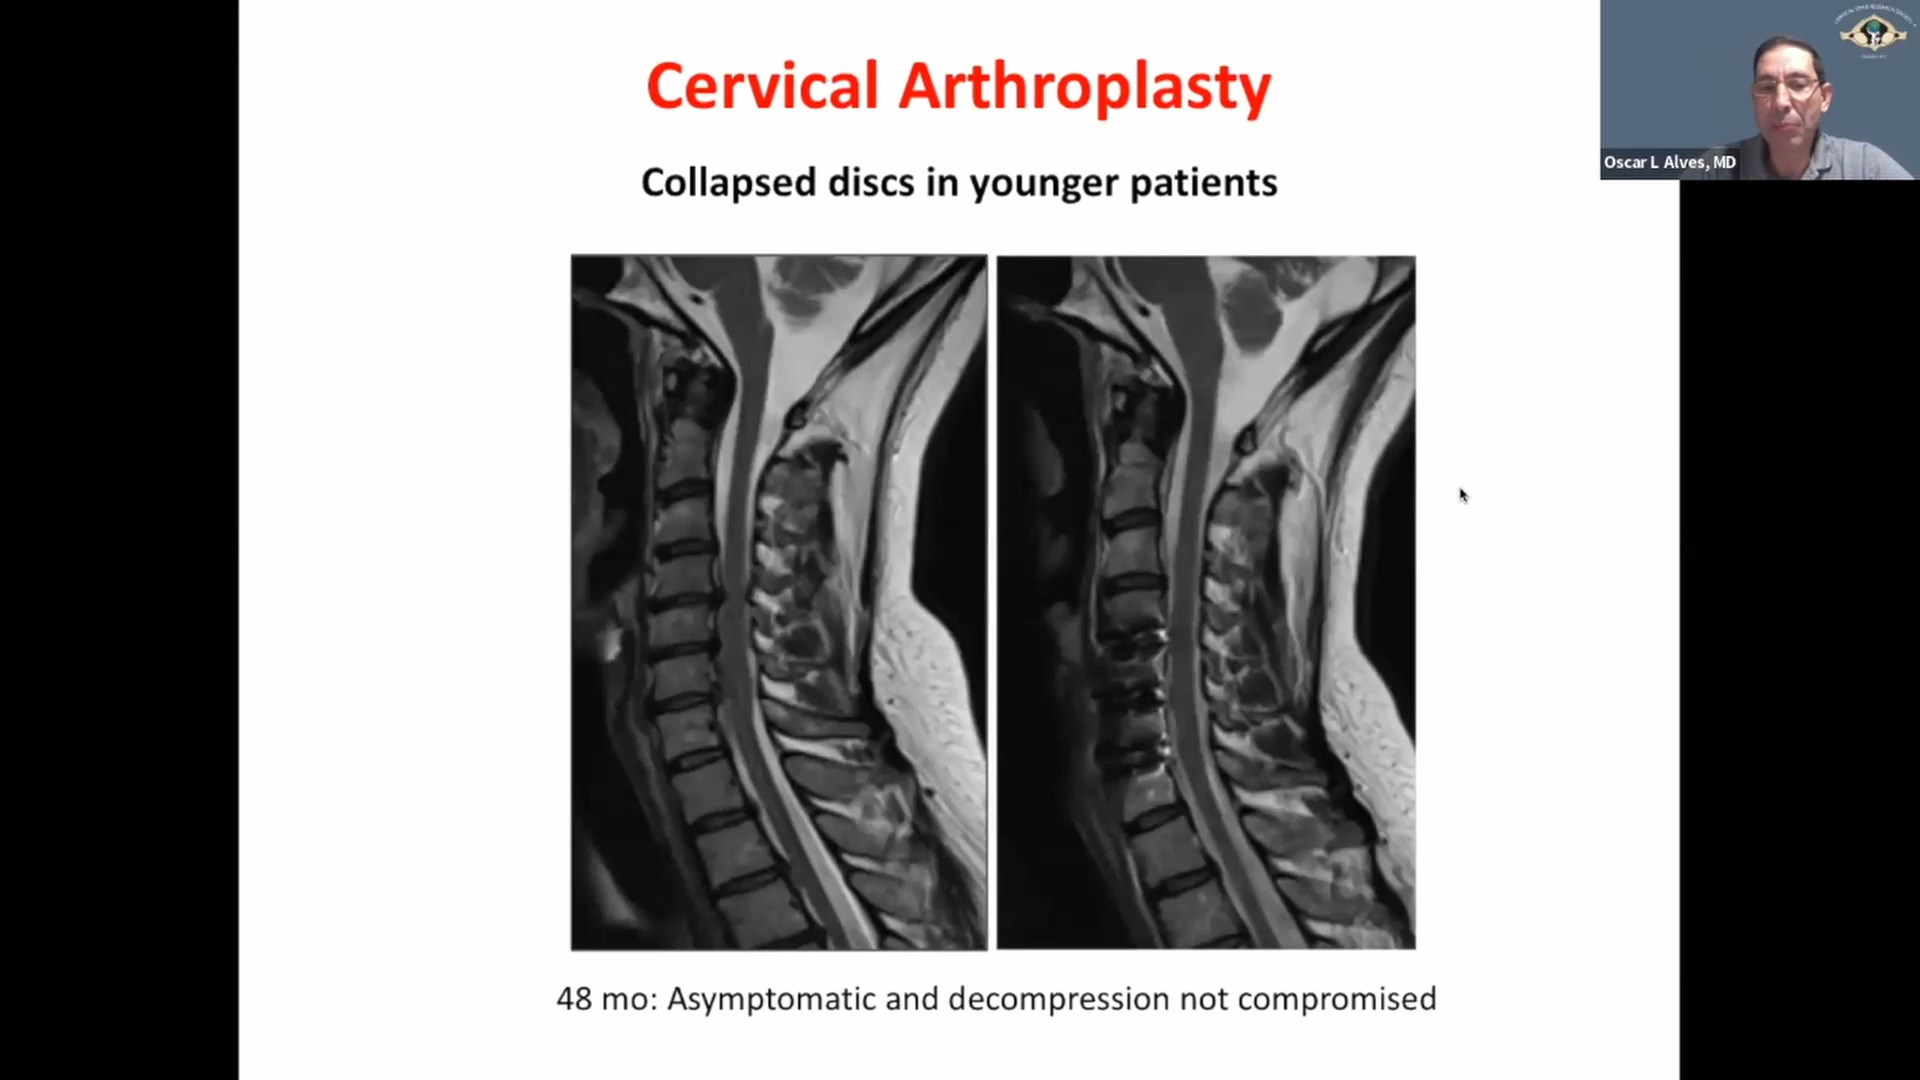 Cervical Arthroplasty
Oscar L Alves, MD
Collapsed discs in younger patients
48 mo: Asymptomatic and decompression not compromised